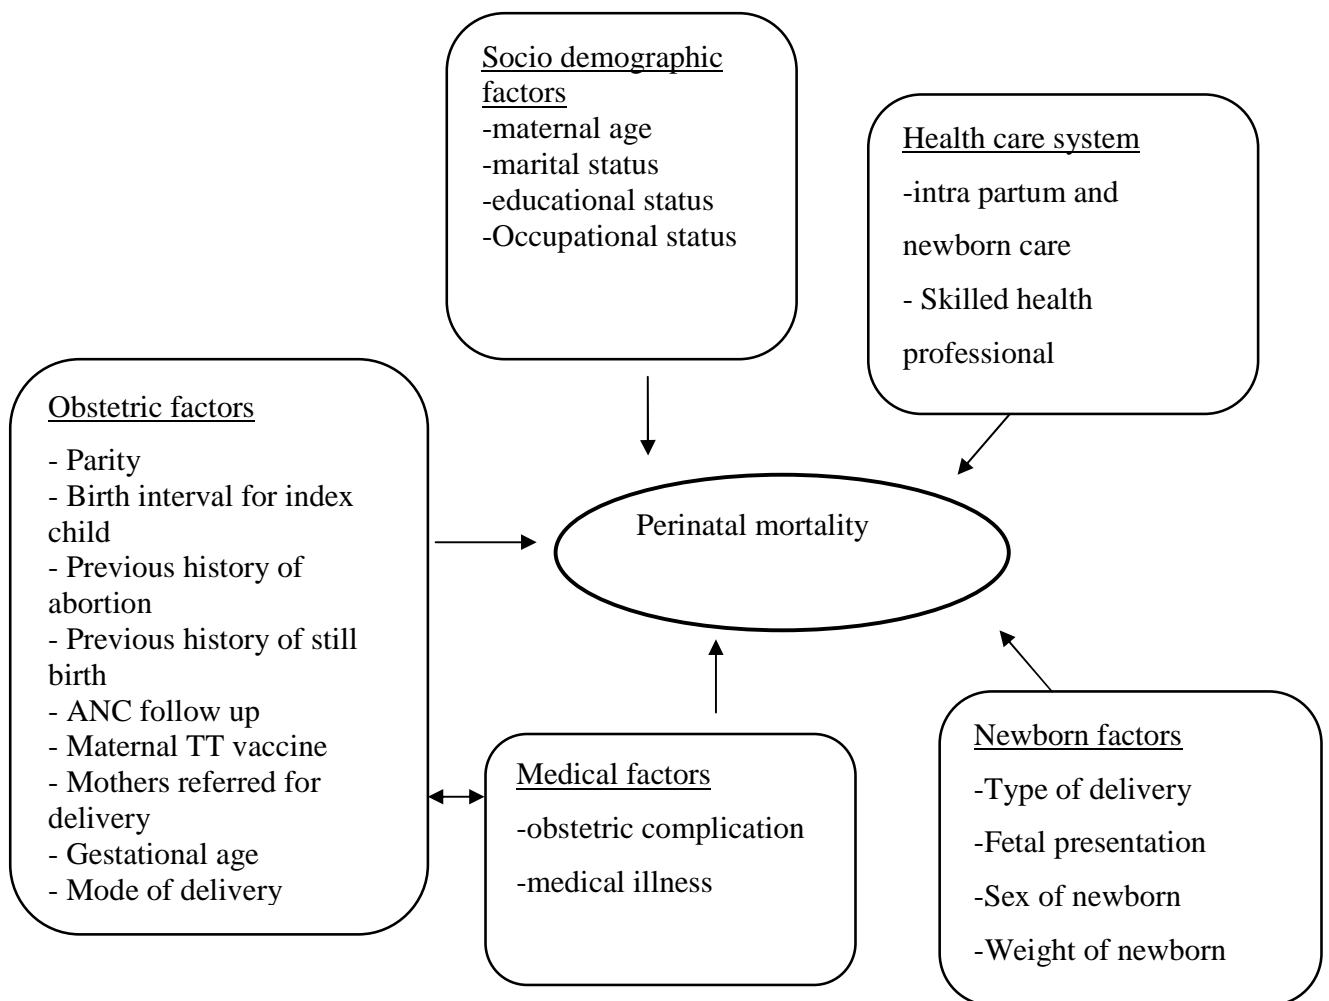 Socio demographic
factors
-maternal age
-marital status
-educational status
-Occupational status
Health care system
-intra partum and
newborn care
- Skilled health
professional
Obstetric factors
- Parity
- Birth interval for index
child
- Previous history of
abortion
- Previous history of still
birth
- ANC follow up
- Maternal TT vaccine
- Mothers referred for
delivery
- Gestational age
- Mode of delivery
Perinatal mortality
Medical factors
-obstetric complication
-medical illness
Newborn factors
-Type of delivery
-Fetal presentation
-Sex of newborn
-Weight of newborn